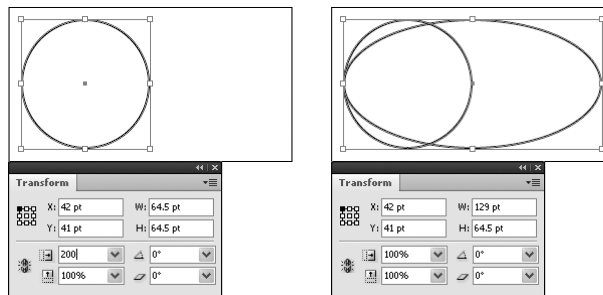 Transform
X: 42 pt W: 64.5 pt
Y: 41 pt H: 64.5 pt
200 0°
100% 0°
Transform
X: 42 pt W: 129 pt
Y: 41 pt H: 64.5 pt
100% 0°
100% 0°